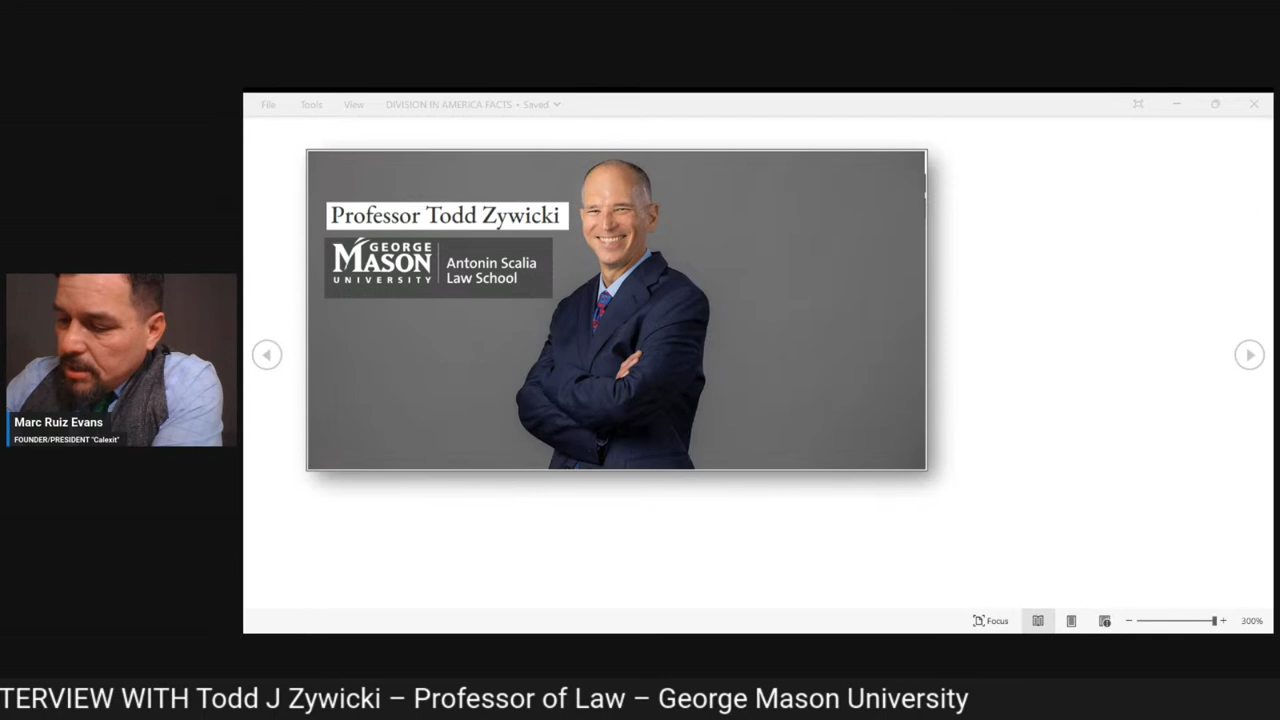 File Tools View DIVISION IN AMERICA FACTS • Saved
Professor Todd Zywicki
GEORGE
MASON
UNIVERSITY
Antonin Scalia
Law School
Marc Ruiz Evans
FOUNDER/PRESIDENT "Calexit"
Focus
300%
TERVIEW WITH Todd J Zywicki – Professor of Law – George Mason University